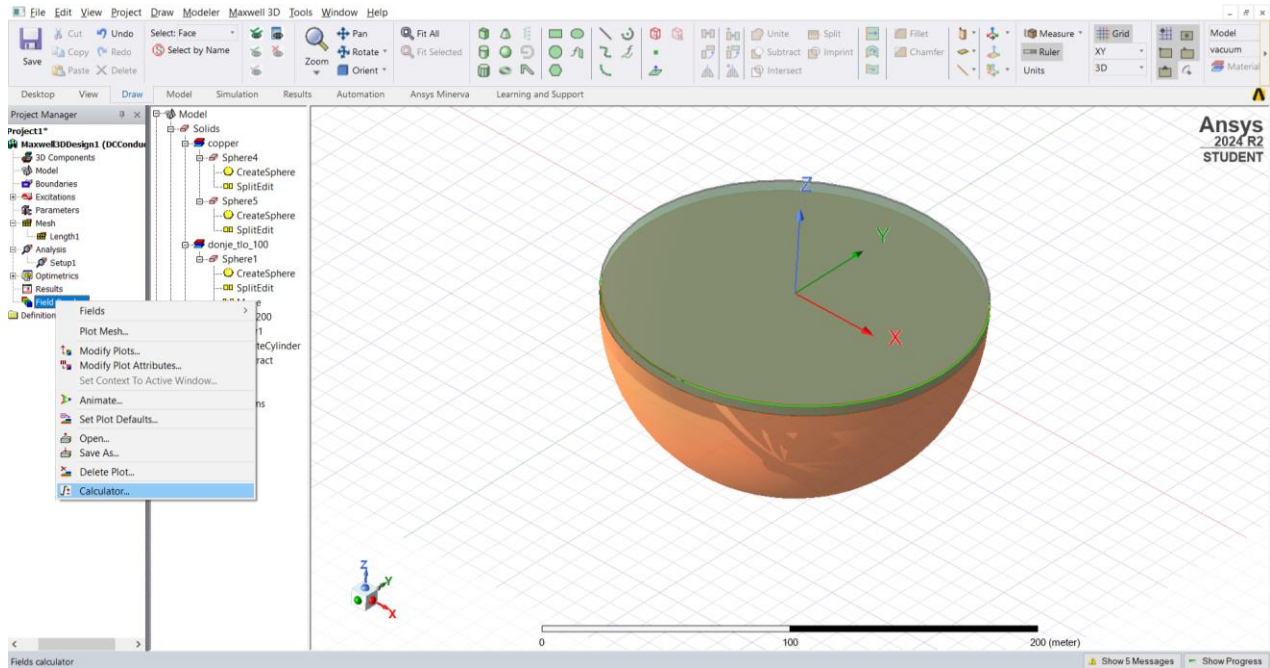 File Edit View Project Draw Modeler Maxwell 3D Tools Window Help
Save
Cut
Copy
Paste
Undo
Redo
Delete
Select: Face
Select by Name
Zoom
Pan
Rotate
Orient
Fit All
Fit Selected
Unite
Subtract
Intersect
Split
Imprint
Fillet
Chamfer
Measure
Ruler
Units
Grid
XY
3D
Model
vacuum
Material
Desktop View Draw Model Simulation Results Automation Ansys Minerva Learning and Support
Project Manager
Project1*
Maxwell3DDesign1 (DCCondu
3D Components
Model
Boundaries
Excitations
Parameters
Mesh
Length1
Analysis
Setup1
Optimetrics
Results
Field
Definition
Fields
Plot Mesh...
Modify Plots...
Modify Plot Attributes...
Set Context To Active Window...
Animate...
Set Plot Defaults...
Open...
Save As...
Delete Plot...
Calculator...
Model
Solids
copper
Sphere4
CreateSphere
SplitEdit
Sphere5
CreateSphere
SplitEdit
donje_tlo_100
Sphere1
CreateSphere
SplitEdit
200
teCylinder
ract
ns
Ansys
2024 R2
STUDENT
Z
Y
X
Z
Y
X
0 100 200 (meter)
Fields calculator
Show 5 Messages
Show Progress